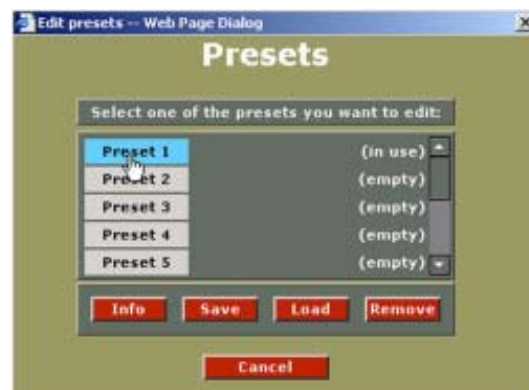 Edit presets -- Web Page Dialog
Presets
Select one of the presets you want to edit:
Preset 1 (in use)
Preset 2 (empty)
Preset 3 (empty)
Preset 4 (empty)
Preset 5 (empty)
Info Save Load Remove
Cancel